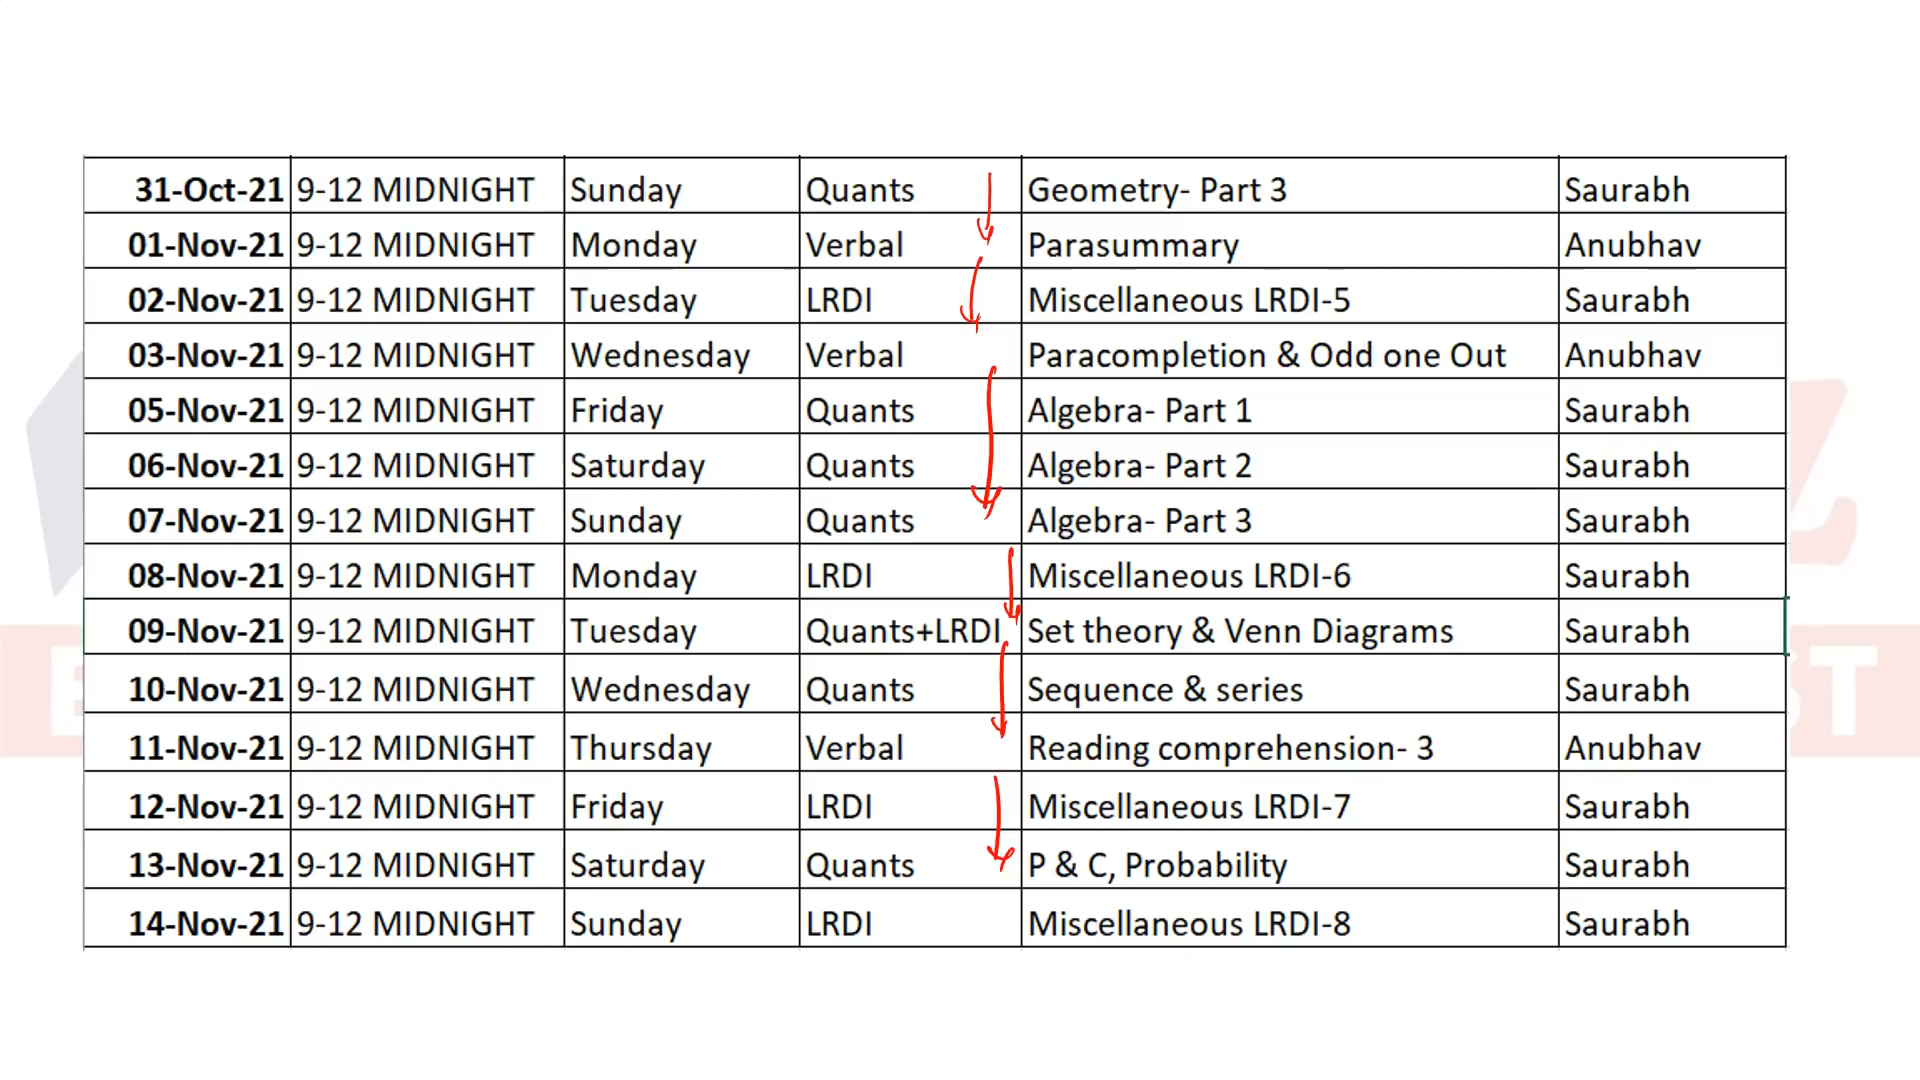 31-Oct-21 9-12 MIDNIGHT Sunday Quants Geometry- Part 3 Saurabh
01-Nov-21 9-12 MIDNIGHT Monday Verbal Parasummary Anubhav
02-Nov-21 9-12 MIDNIGHT Tuesday LRDI Miscellaneous LRDI-5 Saurabh
03-Nov-21 9-12 MIDNIGHT Wednesday Verbal Paracompletion & Odd one Out Anubhav
05-Nov-21 9-12 MIDNIGHT Friday Quants Algebra- Part 1 Saurabh
06-Nov-21 9-12 MIDNIGHT Saturday Quants Algebra- Part 2 Saurabh
07-Nov-21 9-12 MIDNIGHT Sunday Quants Algebra- Part 3 Saurabh
08-Nov-21 9-12 MIDNIGHT Monday LRDI Miscellaneous LRDI-6 Saurabh
09-Nov-21 9-12 MIDNIGHT Tuesday Quants+LRDI Set theory & Venn Diagrams Saurabh
10-Nov-21 9-12 MIDNIGHT Wednesday Quants Sequence & series Saurabh
11-Nov-21 9-12 MIDNIGHT Thursday Verbal Reading comprehension- 3 Anubhav
12-Nov-21 9-12 MIDNIGHT Friday LRDI Miscellaneous LRDI-7 Saurabh
13-Nov-21 9-12 MIDNIGHT Saturday Quants P & C, Probability Saurabh
14-Nov-21 9-12 MIDNIGHT Sunday LRDI Miscellaneous LRDI-8 Saurabh